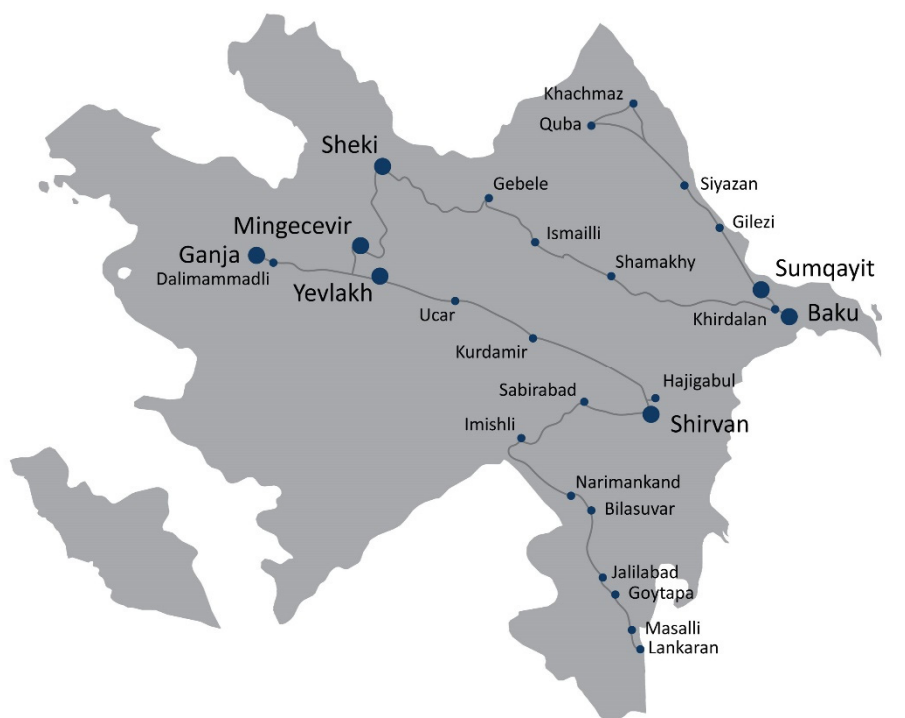 Khachmaz
Quba
Sheki
Siyazan
Gebele
Gilezi
Mingecevir
Ismailli
Ganja
Shamakhy
Sumqayit
Dalimammadli
Yevlakh
Khirdalan
Baku
Ucar
Kurdamir
Hajigabul
Sabirabad
Imishli
Shirvan
Narimankand
Bilasuvar
Jalilabad
Goytapa
Masalli
Lankaran